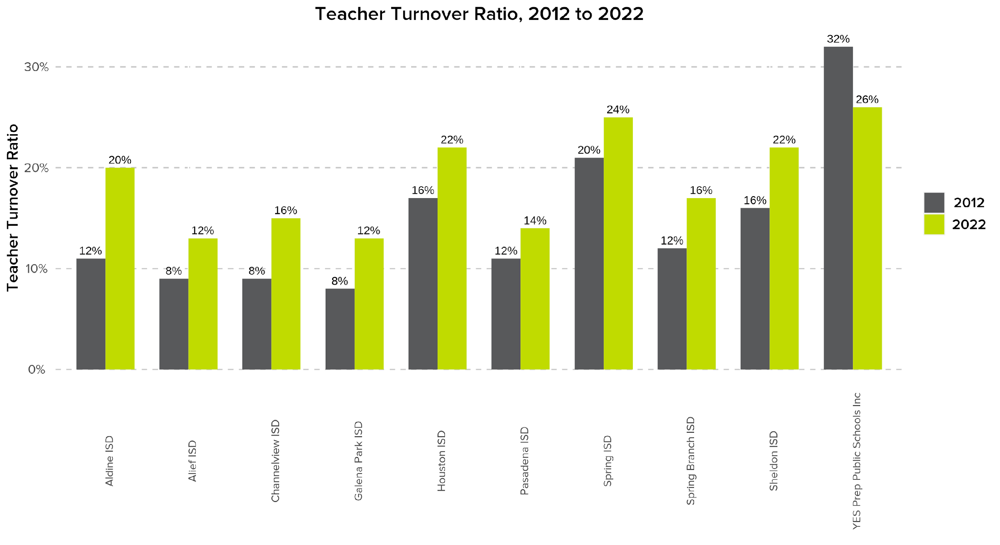 Teacher Turnover Ratio, 2012 to 2022
Teacher Turnover Ratio
30%
20%
10%
0%
12%
20%
8%
12%
8%
16%
8%
12%
16%
22%
12%
14%
20%
24%
12%
16%
16%
22%
32%
26%
2012
2022
Aldine ISD
Alief ISD
Channelview ISD
Galena Park ISD
Houston ISD
Pasadena ISD
Spring ISD
Spring Branch ISD
Sheldon ISD
YES Prep Public Schools Inc